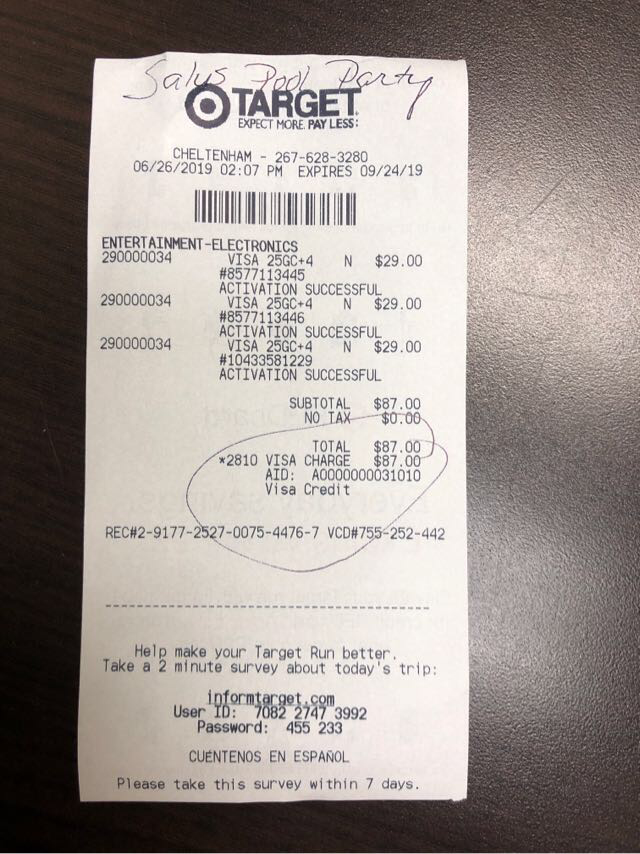 Salus Pool Party
TARGET
EXPECT MORE. PAY LESS.
CHELTENHAM - 267-628-3280
06/26/2019 02:07 PM EXPIRES 09/24/19
ENTERTAINMENT-ELECTRONICS
290000034 VISA 25GC+4 N $29.00
#8577113445
ACTIVATION SUCCESSFUL
290000034 VISA 25GC+4 N $29.00
#8577113446
ACTIVATION SUCCESSFUL
290000034 VISA 25GC+4 N $29.00
#10433581229
ACTIVATION SUCCESSFUL
SUBTOTAL $87.00
NO TAX $0.00
TOTAL $87.00
*2810 VISA CHARGE $87.00
AID: A0000000031010
Visa Credit
REC#2-9177-2527-0075-4476-7 VCD#755-252-442
Help make your Target Run better.
Take a 2 minute survey about today's trip:
informtarget.com
User ID: 7082 2747 3992
Password: 455 233
CUÉNTENOS EN ESPAÑOL
Please take this survey within 7 days.